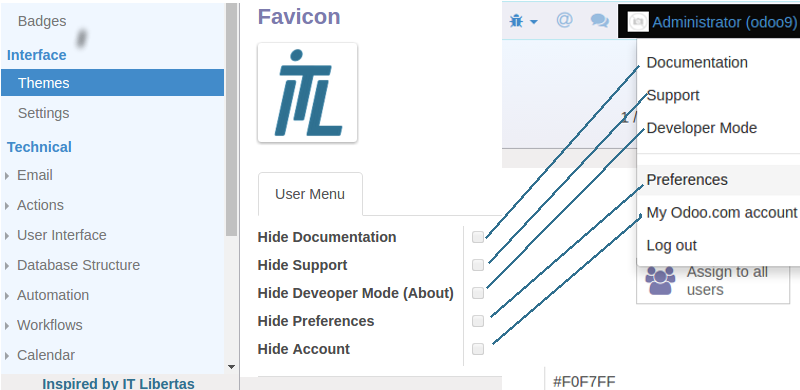 Badges
Interface
Themes
Settings
Technical
Email
Actions
User Interface
Database Structure
Automation
Workflows
Calendar
Inspired by IT Libertas
Favicon
ITL
User Menu
Hide Documentation
Hide Support
Hide Deveoper Mode (About)
Hide Preferences
Hide Account
@
Administrator (odoo9)
Documentation
Support
1 /
Developer Mode
Preferences
My Odoo.com account
Log out
Assign to all
users
#F0F7FF